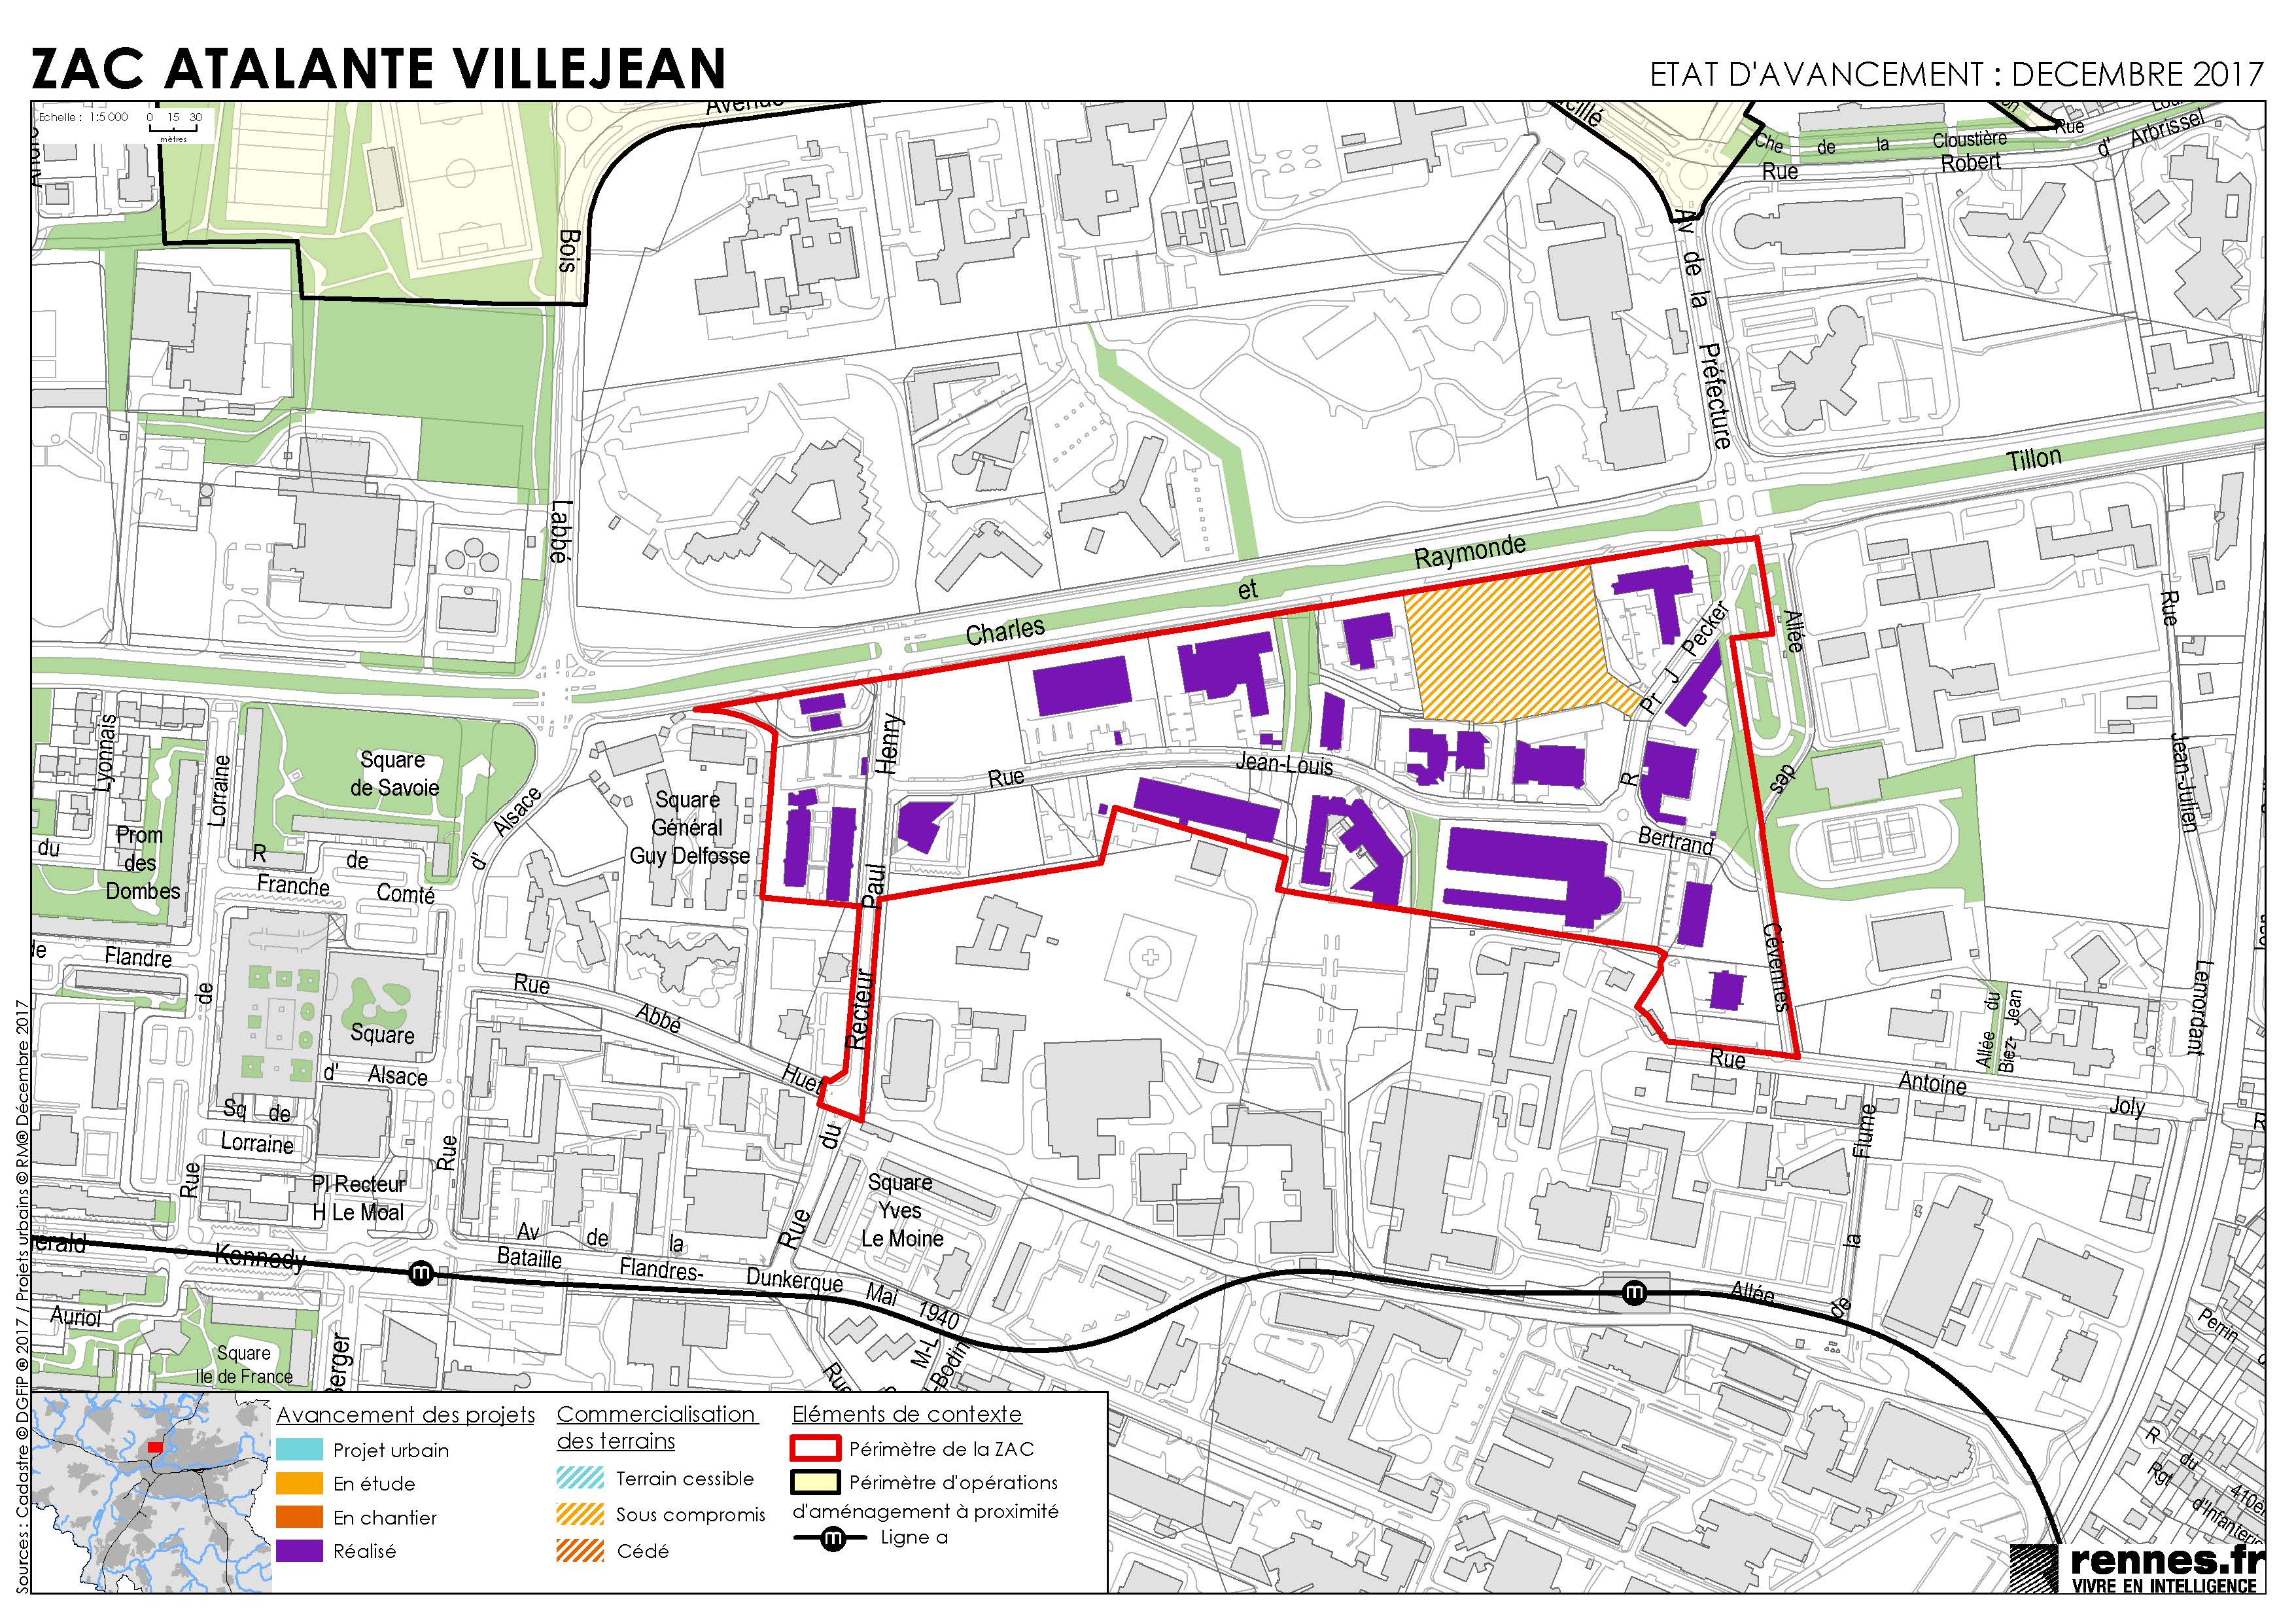 ZAC ATALANTE VILLEJEAN
ETAT D'AVANCEMENT : DECEMBRE 2017
Echelle : 1:5 000 0 15 30
mètres
Avenue
Bois
Labbé
cillé
Che de la Cloustière
Rue
Rue Robert d' Arbrissel
Av de la Préfecture
Tillon
Raymonde
et
Charles
Allée
des
Cévennes
Rue
Jean-Julien
Lemordant
Pr J Pecker
R
Henry
Paul
Recteur
du
Rue
Rue Jean-Louis
Bertrand
Lyonnais
Lorraine
Square
de Savoie
Square
Général
Guy Delfosse
d' Alsace
du
Prom
des
Dombes
R de
Franche Comté
de
Flandre
Rue Abbé Huet
Square
d' Alsace
Sq de
Lorraine
Rue
Rue
Pl Recteur
H Le Moal
Square
Yves
Le Moine
Rue Antoine Joly
Allée du
Biez- Jean
Flume
la
de
Allée
Kennedy
Av de la
Bataille Flandres-
Dunkerque Mai 1940
M-L
-Bodin
Rue
Auriol
Square
Ile de France
Berger
Perrin
R du
Rgt
d'Infanterie
Avancement des projets
Projet urbain
En étude
En chantier
Réalisé
Commercialisation
des terrains
Terrain cessible
Sous compromis
Cédé
Eléments de contexte
Périmètre de la ZAC
Périmètre d'opérations
d'aménagement à proximité
m Ligne a
rennes.fr
VIVRE EN INTELLIGENCE
Sources : Cadastre © DGFIP ® 2017 / Projets urbains © RM® Décembre 2017